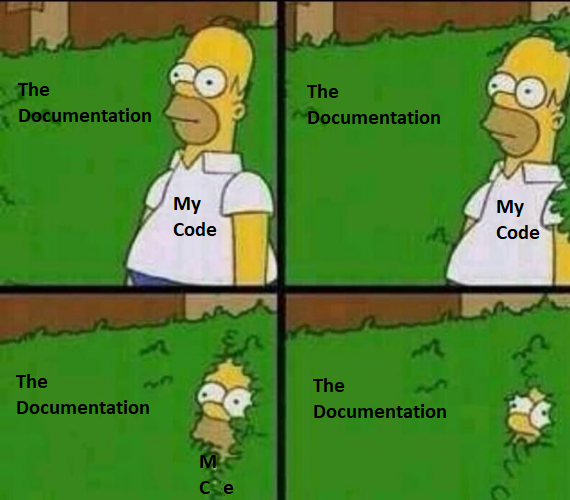 The
Documentation
My
Code
The
Documentation
My
Code
The
Documentation
M
C e
The
Documentation